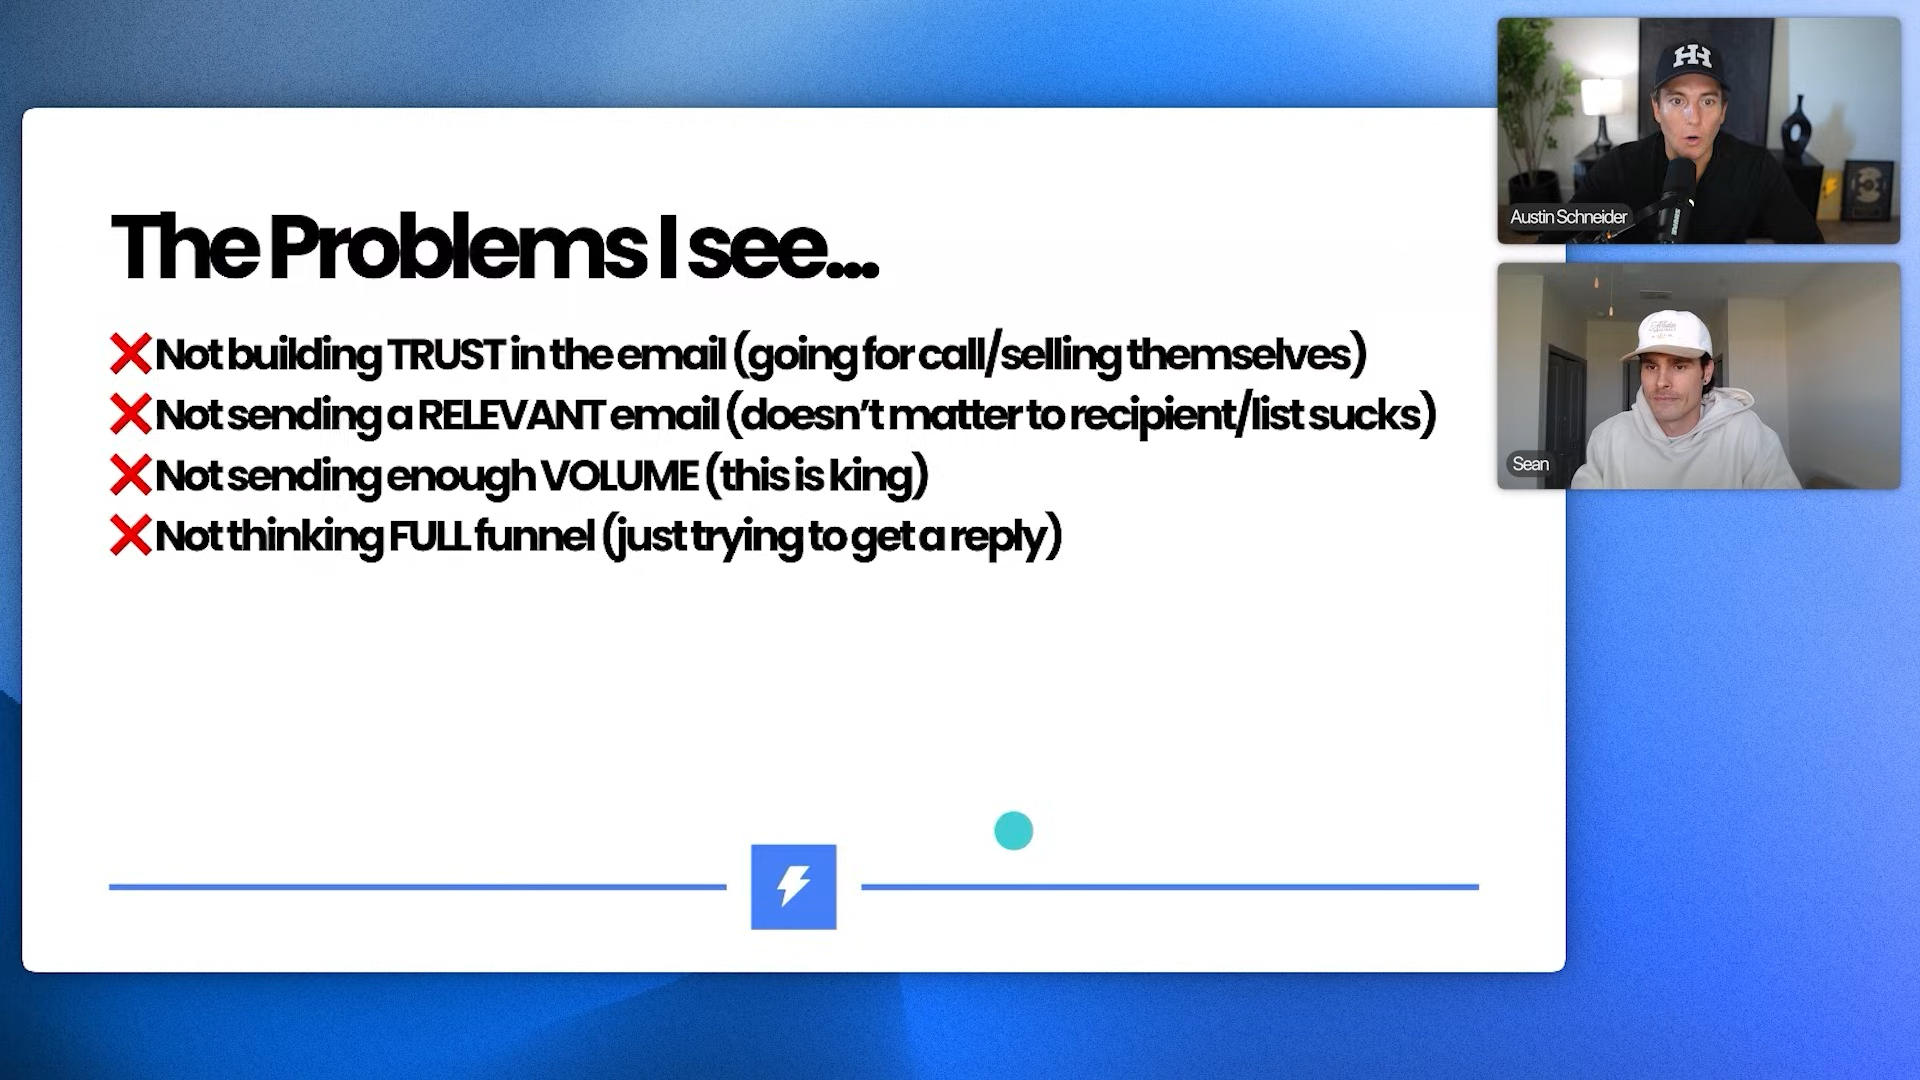 The Problems I see...
❌Not building TRUST in the email (going for call/selling themselves)
❌Not sending a RELEVANT email (doesn’t matter to recipient/list sucks)
❌Not sending enough VOLUME (this is king)
❌Not thinking FULL funnel (just trying to get a reply)
Austin Schneider
Sean